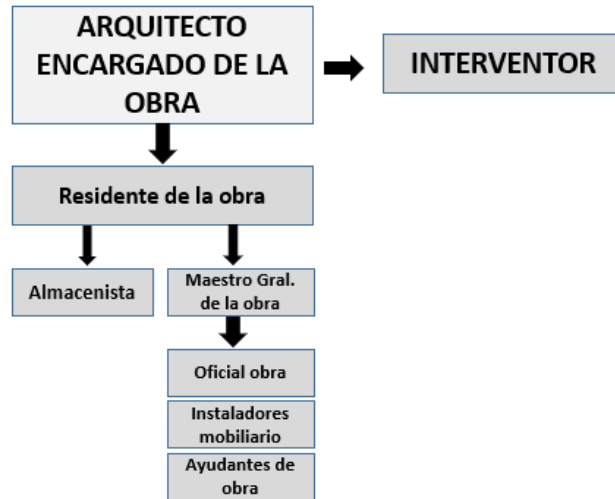 ARQUITECTO
ENCARGADO DE LA
OBRA
INTERVENTOR
Residente de la obra
Almacenista
Maestro Gral.
de la obra
Oficial obra
Instaladores
mobiliario
Ayudantes de
obra